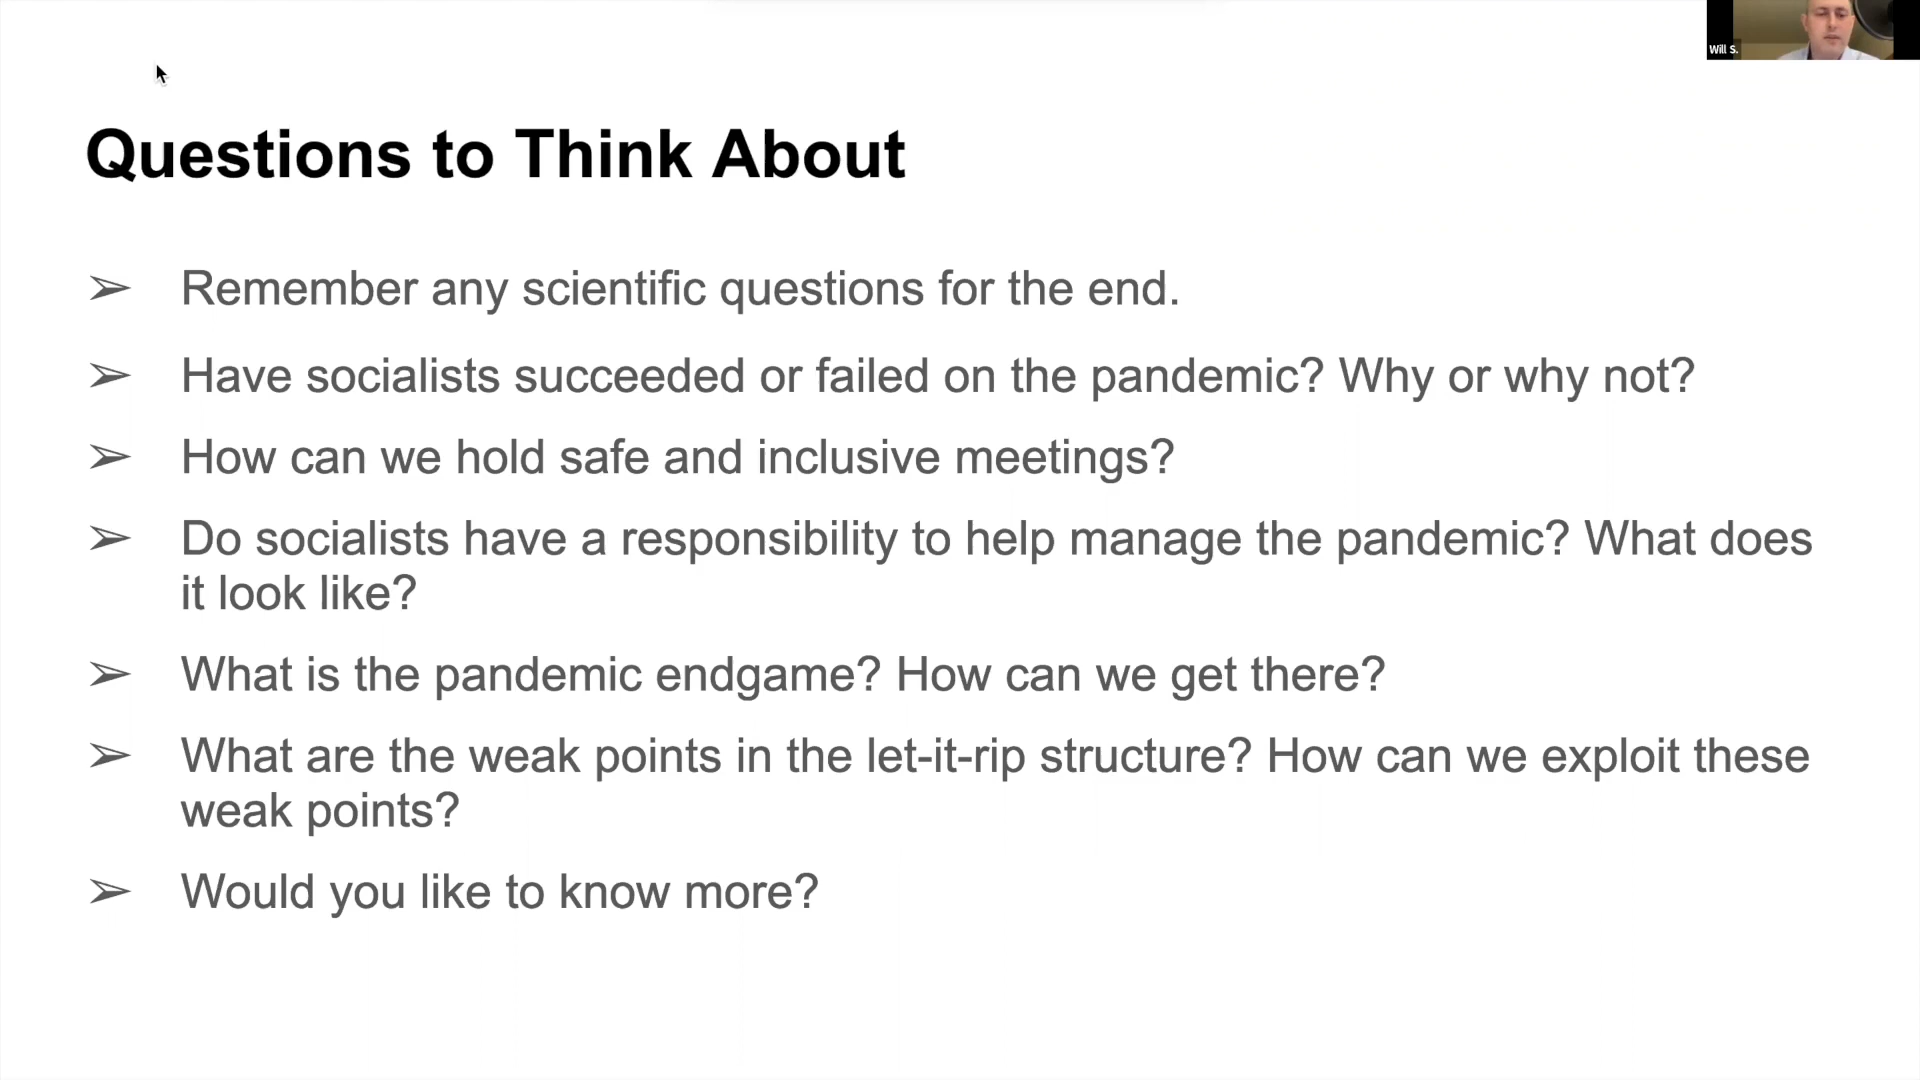 Will S.
Questions to Think About
➢ Remember any scientific questions for the end.
➢ Have socialists succeeded or failed on the pandemic? Why or why not?
➢ How can we hold safe and inclusive meetings?
➢ Do socialists have a responsibility to help manage the pandemic? What does
it look like?
➢ What is the pandemic endgame? How can we get there?
➢ What are the weak points in the let-it-rip structure? How can we exploit these
weak points?
➢ Would you like to know more?